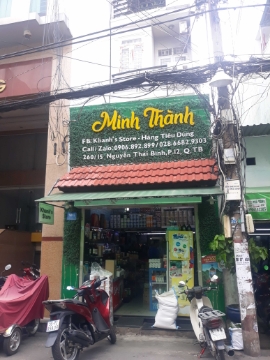 Minh Thành
FB: Khanh's Store - Hàng Tiêu Dùng
Call/Zalo: 0906.892.899 / 028.6682.9303
260/15 Nguyễn Thái Bình, P.12, Q.TB